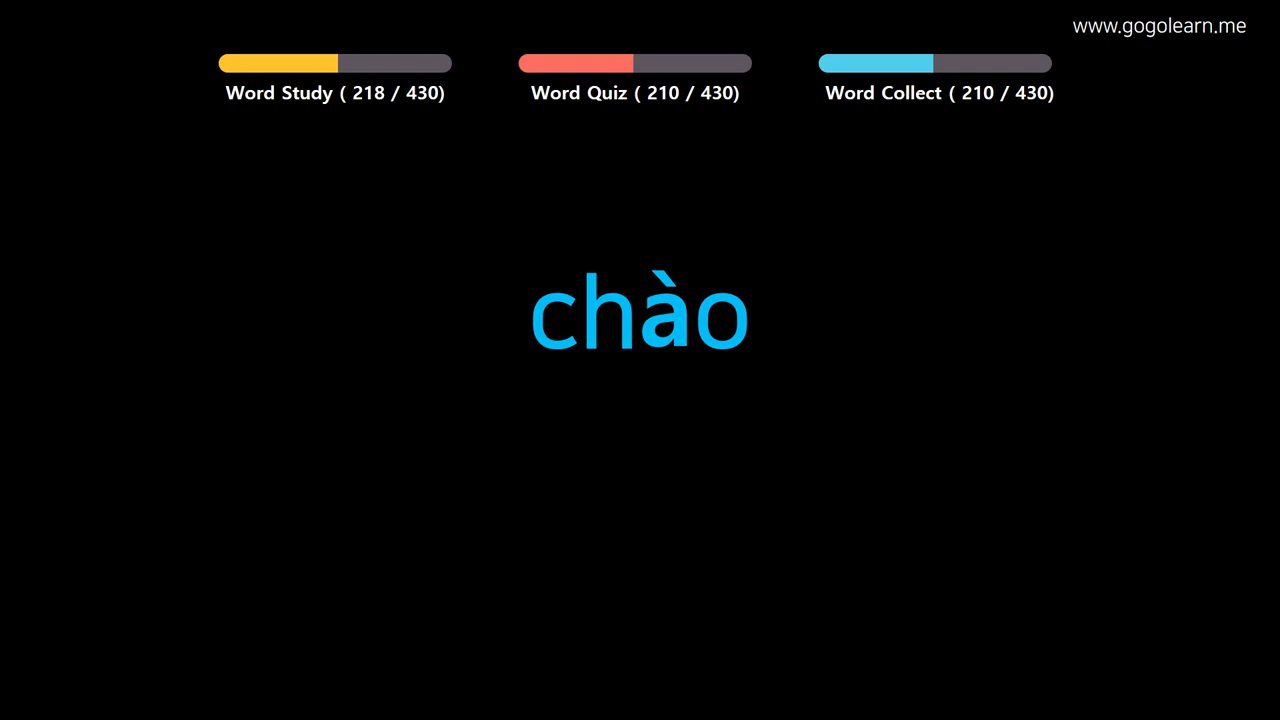 www.gogolearn.me
Word Study ( 218 / 430)
Word Quiz ( 210 / 430)
Word Collect ( 210 / 430)
chào